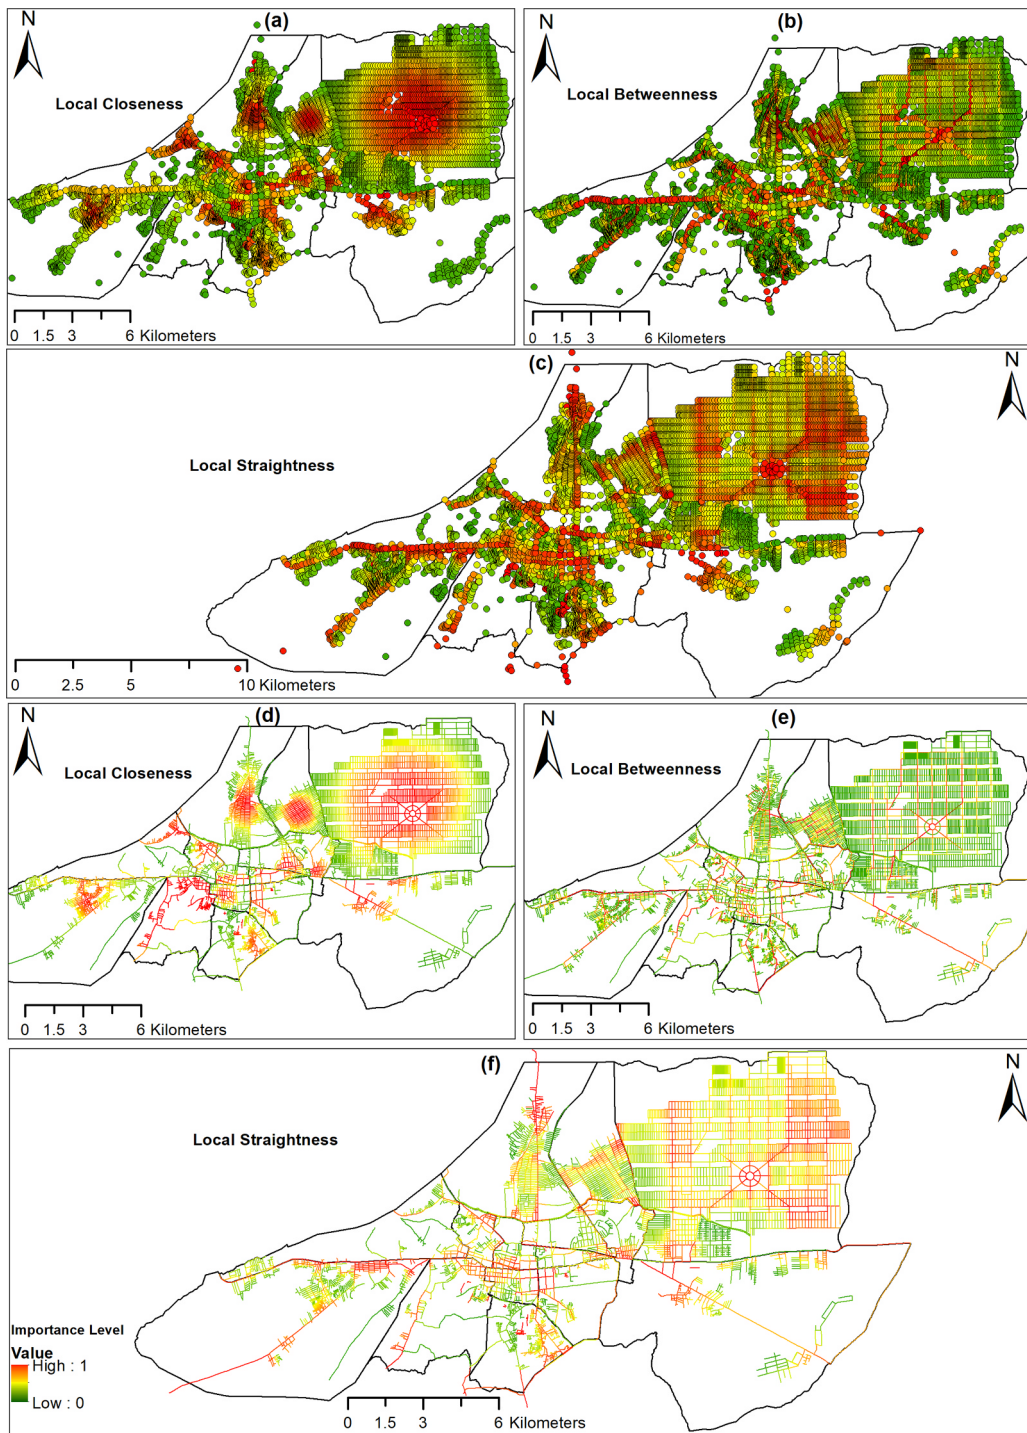 (a)
N
Local Closeness
0 1.5 3 6 Kilometers
(b)
N
Local Betweenness
0 1.5 3 6 Kilometers
(c)
N
Local Straightness
0 2.5 5 10 Kilometers
(d)
N
Local Closeness
0 1.5 3 6 Kilometers
(e)
N
Local Betweenness
0 1.5 3 6 Kilometers
(f)
N
Local Straightness
Importance Level
Value
High : 1
Low : 0
0 1.5 3 6 Kilometers